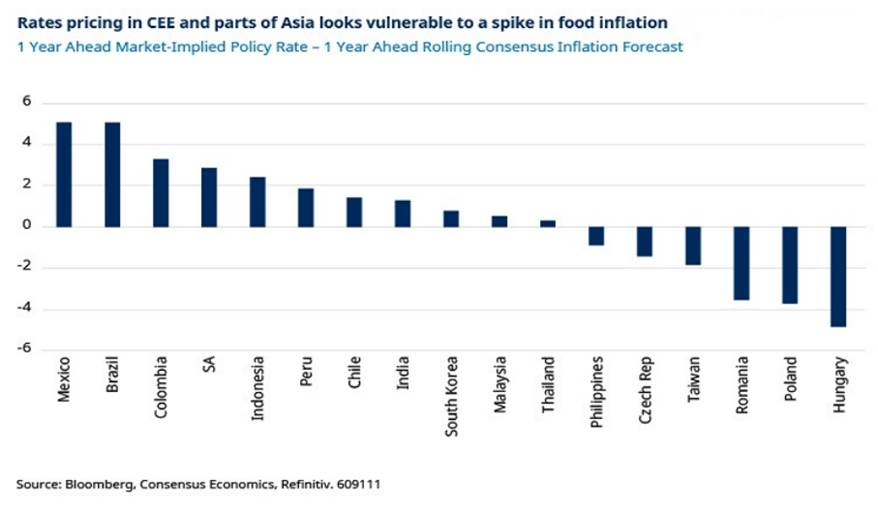 Rates pricing in CEE and parts of Asia looks vulnerable to a spike in food inflation
1 Year Ahead Market-Implied Policy Rate – 1 Year Ahead Rolling Consensus Inflation Forecast
6
4
2
0
-2
-4
-6
Mexico
Brazil
Colombia
SA
Indonesia
Peru
Chile
India
South Korea
Malaysia
Thailand
Philippines
Czech Rep
Taiwan
Romania
Poland
Hungary
Source: Bloomberg, Consensus Economics, Refinitiv. 609111